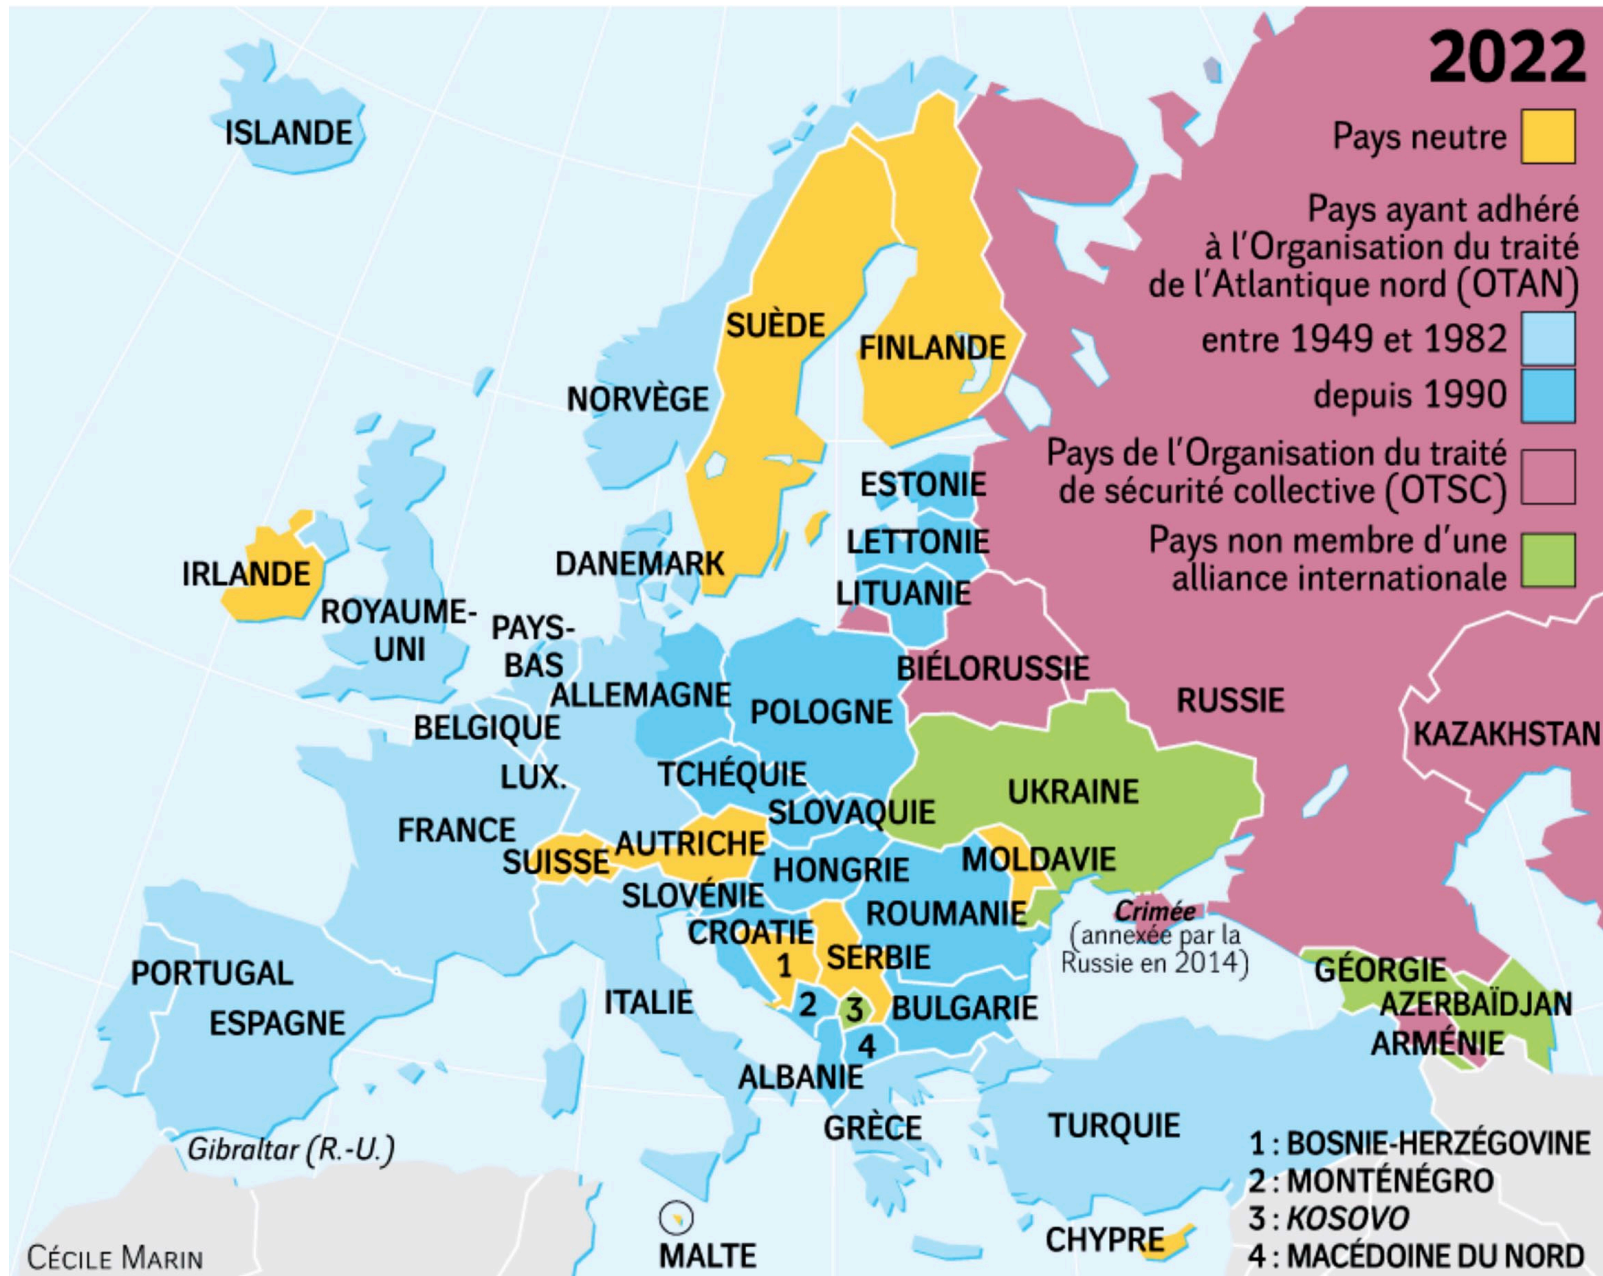 2022
Pays neutre
Pays ayant adhéré
à l'Organisation du traité
de l'Atlantique nord (OTAN)
entre 1949 et 1982
depuis 1990
Pays de l'Organisation du traité
de sécurité collective (OTSC)
Pays non membre d'une
alliance internationale
ISLANDE
SUÈDE
FINLANDE
NORVÈGE
ESTONIE
LETTONIE
LITUANIE
DANEMARK
IRLANDE
ROYAUME-
UNI
PAYS-
BAS
BIÉLORUSSIE
RUSSIE
ALLEMAGNE
POLOGNE
BELGIQUE
KAZAKHSTAN
LUX.
TCHÉQUIE
UKRAINE
SLOVAQUIE
FRANCE
SUISSE
AUTRICHE
HONGRIE
MOLDAVIE
SLOVÉNIE
ROUMANIE
Crimée
(annexée par la
Russie en 2014)
CROATIE
1
SERBIE
PORTUGAL
ESPAGNE
ITALIE
2
3
BULGARIE
GÉORGIE
AZERBAÏDJAN
ARMÉNIE
4
ALBANIE
GRÈCE
TURQUIE
Gibraltar (R.-U.)
MALTE
CHYPRE
1 : BOSNIE-HERZÉGOVINE
2 : MONTÉNÉGRO
3 : KOSOVO
4 : MACÉDOINE DU NORD
CÉCILE MARIN